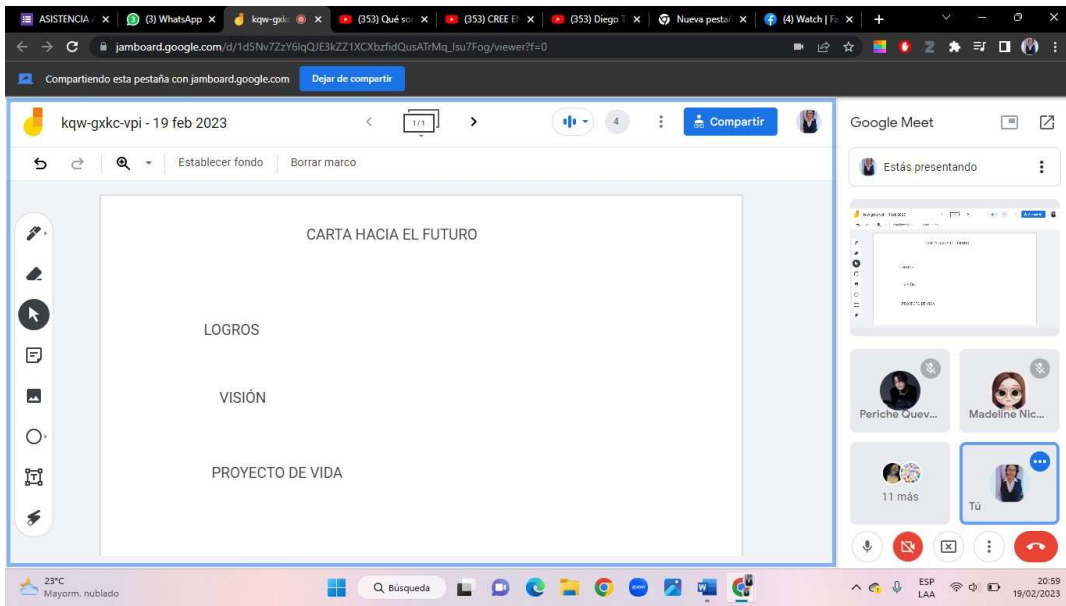 ASISTENCIA
(3) WhatsApp
kqw-gxkc
(353) Qué sor
(353) CREE E
(353) Diego T
Nueva pestañ
(4) Watch | Fa
jamboard.google.com/d/1d5Nv7ZzY6lqQJE3kZZ1XCXbzfidQusATrMq_lsu7Fog/viewer?f=0
Compartiendo esta pestaña con jamboard.google.com
Dejar de compartir
kqw-gxkc-vpi - 19 feb 2023
1/1
4
Compartir
Establecer fondo
Borrar marco
CARTA HACIA EL FUTURO
LOGROS
VISIÓN
PROYECTO DE VIDA
Google Meet
Estás presentando
Periche Quev...
Madeline Nic...
11 más
Tú
23°C
Mayorm. nublado
Búsqueda
ESP
LAA
20:59
19/02/2023